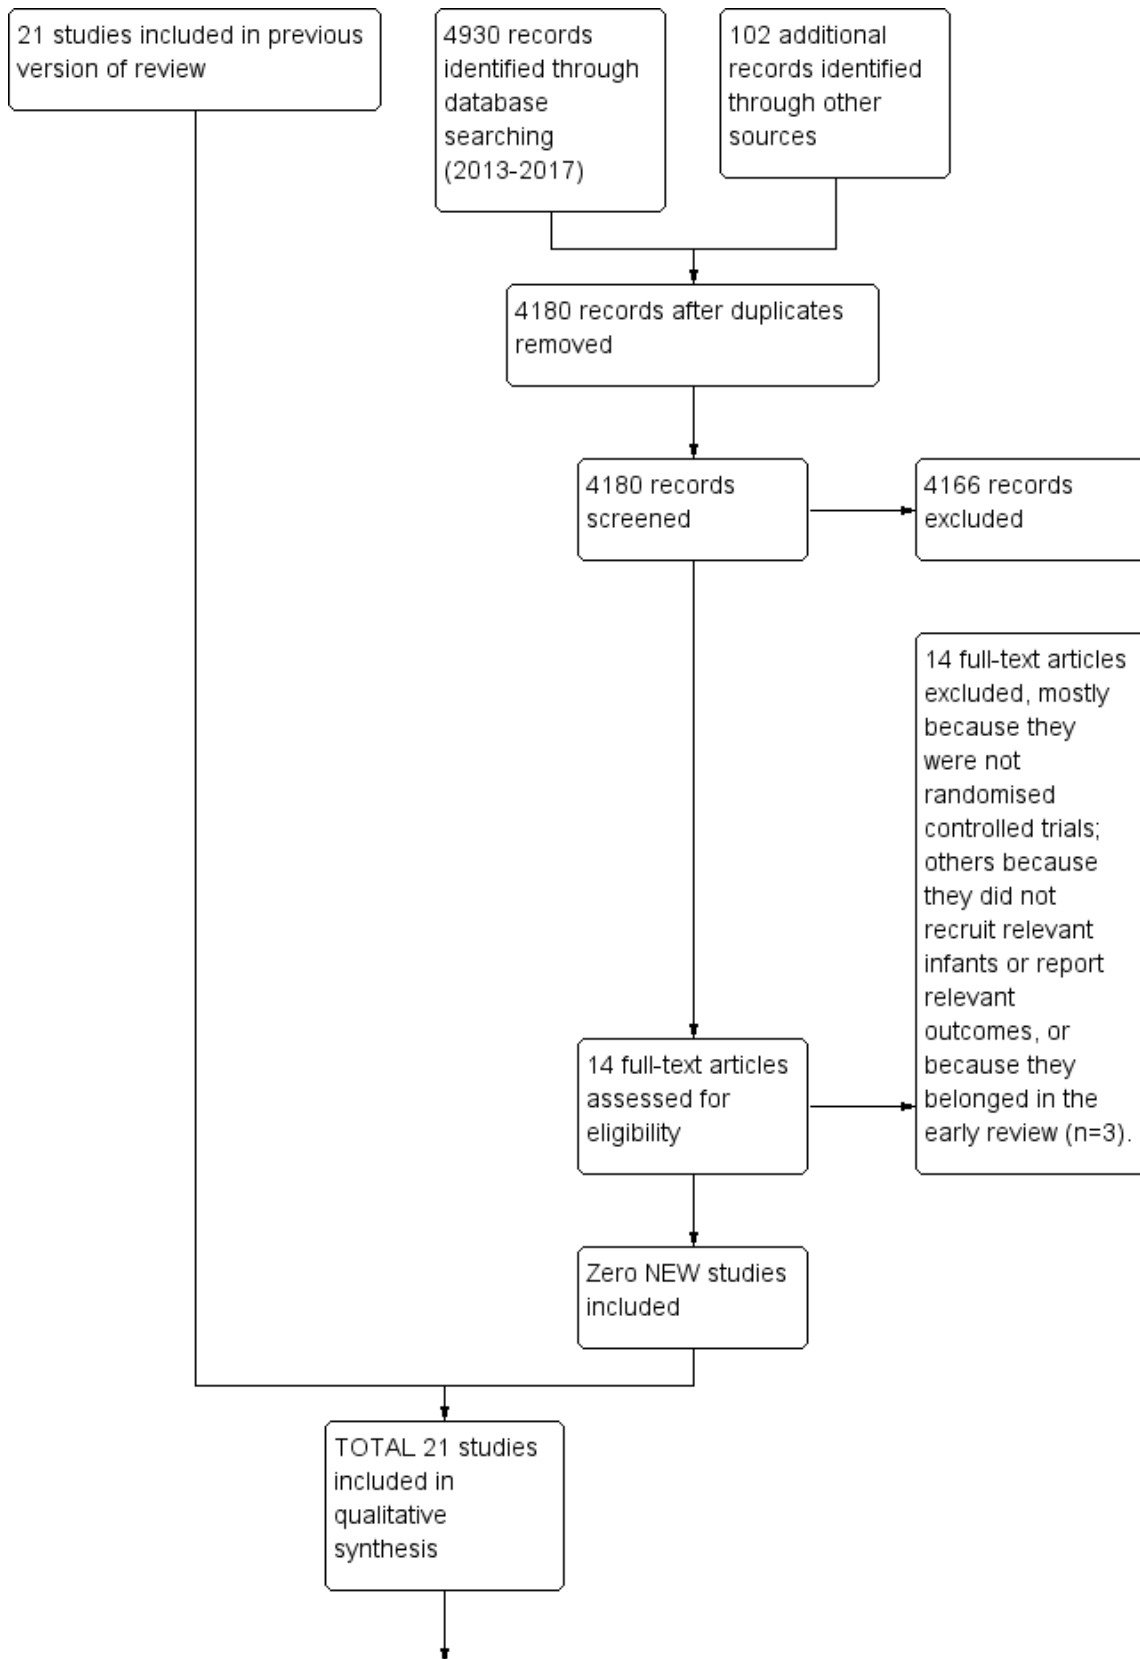 21 studies included in previous
version of review
4930 records
identified through
database
searching
(2013-2017)
102 additional
records identified
through other
sources
4180 records after duplicates
removed
4180 records
screened
4166 records
excluded
14 full-text articles
excluded, mostly
because they
were not
randomised
controlled trials;
others because
they did not
recruit relevant
infants or report
relevant
outcomes, or
because they
belonged in the
early review (n=3).
14 full-text articles
assessed for
eligibility
Zero NEW studies
included
TOTAL 21 studies
included in
qualitative
synthesis